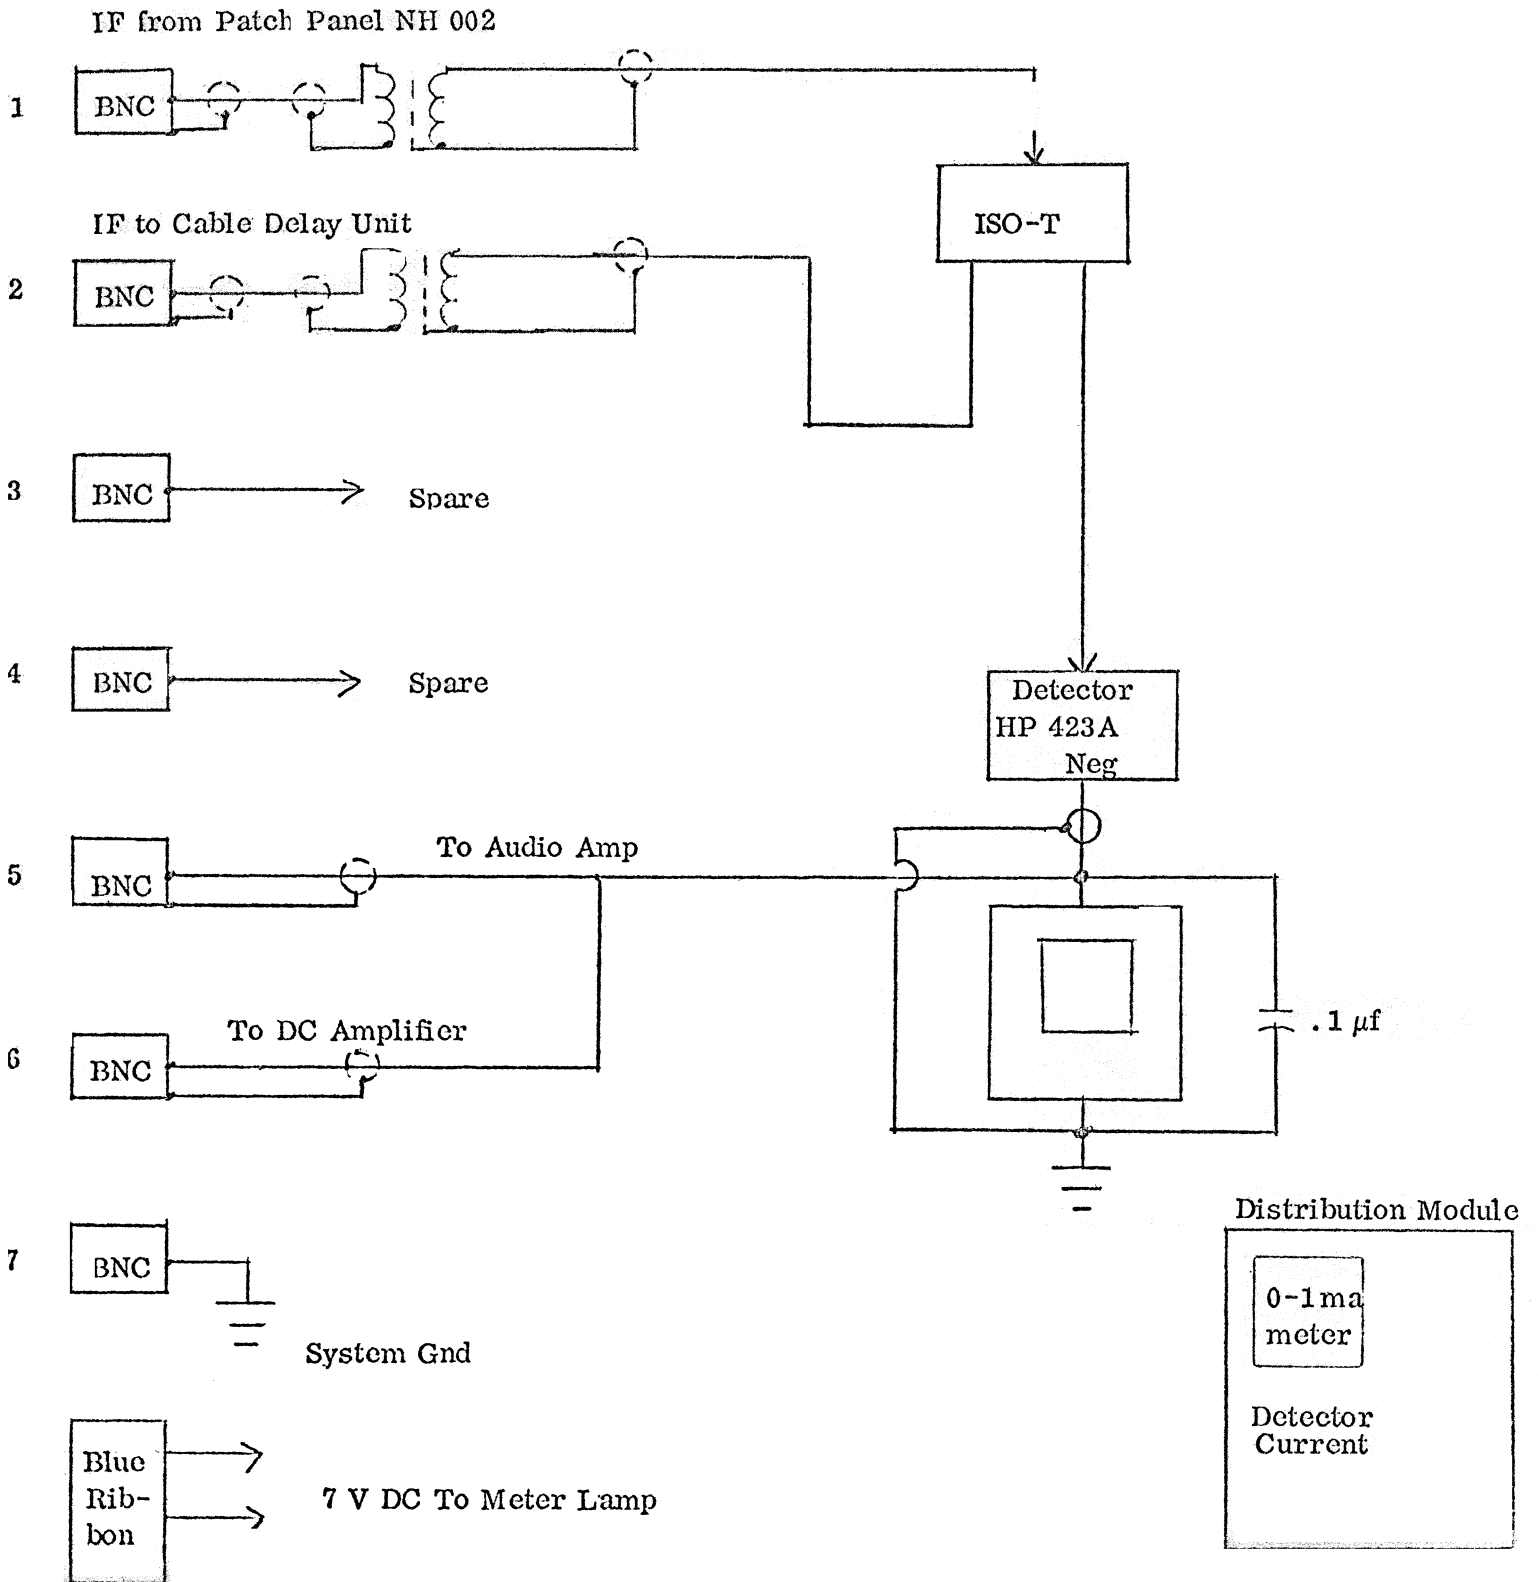 IF from Patch Panel NH 002
1
BNC
ISO-T
IF to Cable Delay Unit
2
BNC
3
BNC
Spare
4
BNC
Spare
Detector
HP 423A
Neg
To Audio Amp
5
BNC
To DC Amplifier
.1 μf
6
BNC
Distribution Module
7
BNC
0-1ma
meter
System Gnd
Detector
Current
Blue
Rib-
bon
7 V DC To Meter Lamp